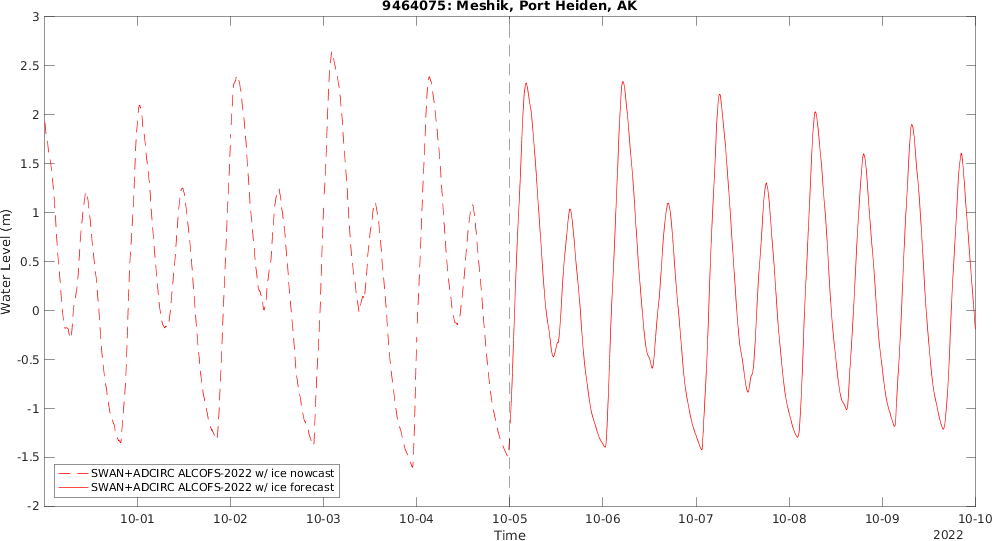 9464075: Meshik, Port Heiden, AK
3
2.5
2
1.5
1
0.5
0
-0.5
-1
-1.5
-2
Water Level (m)
SWAN+ADCIRC ALCOFS-2022 w/ ice nowcast
SWAN+ADCIRC ALCOFS-2022 w/ ice forecast
10-01 10-02 10-03 10-04 10-05 10-06 10-07 10-08 10-09 10-10
Time
2022